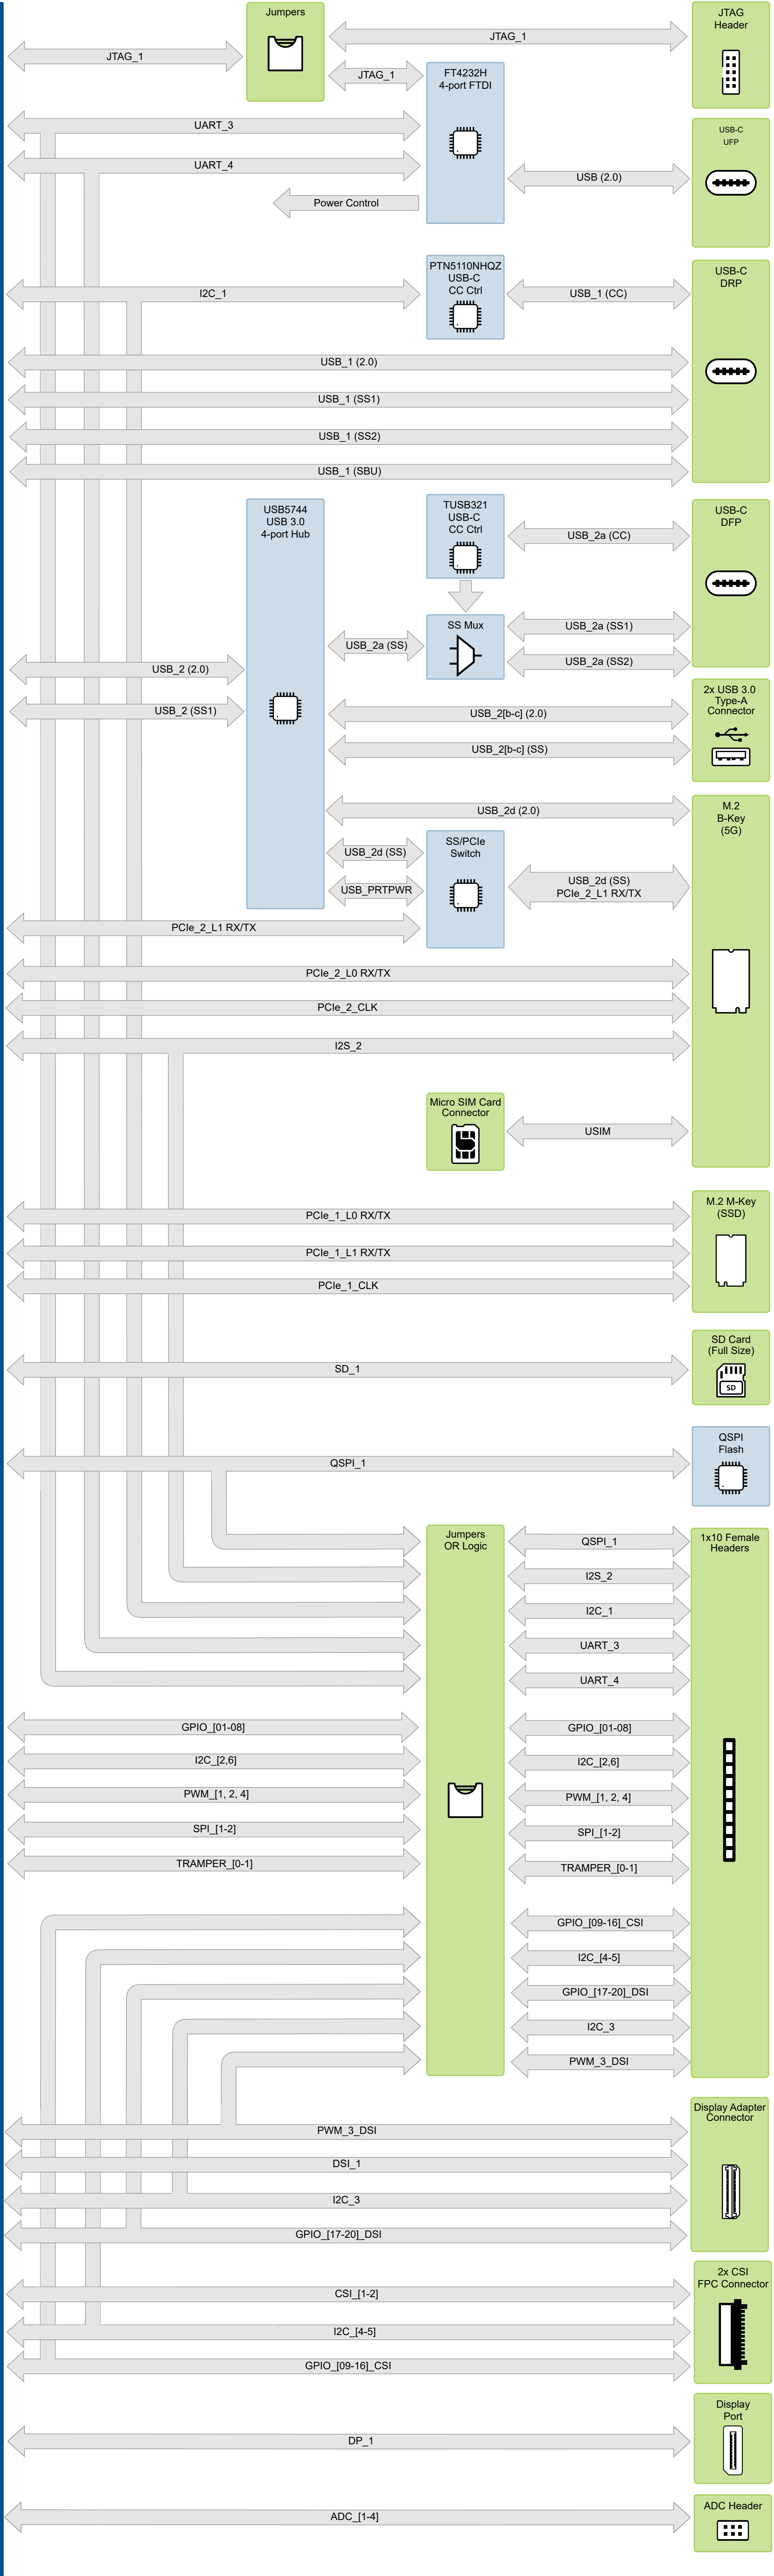 Jumpers
JTAG
Header
JTAG_1
JTAG_1
JTAG_1
FT4232H
4-port FTDI
UART_3
UART_4
USB-C
UFP
USB (2.0)
Power Control
PTN5110NHQZ
USB-C
CC Ctrl
USB-C
DRP
I2C_1
USB_1 (CC)
USB_1 (2.0)
USB_1 (SS1)
USB_1 (SS2)
USB_1 (SBU)
USB5744
USB 3.0
4-port Hub
TUSB321
USB-C
CC Ctrl
USB-C
DFP
USB_2a (CC)
SS Mux
USB_2a (SS1)
USB_2a (SS)
USB_2a (SS2)
USB_2 (2.0)
USB_2 (SS1)
2x USB 3.0
Type-A
Connector
USB_2[b-c] (2.0)
USB_2[b-c] (SS)
M.2
B-Key
(5G)
USB_2d (2.0)
SS/PCIe
Switch
USB_2d (SS)
USB_PRTPWR
USB_2d (SS)
PCIe_2_L1 RX/TX
PCIe_2_L1 RX/TX
PCIe_2_L0 RX/TX
PCIe_2_CLK
I2S_2
Micro SIM Card
Connector
USIM
PCIe_1_L0 RX/TX
M.2 M-Key
(SSD)
PCIe_1_L1 RX/TX
PCIe_1_CLK
SD Card
(Full Size)
SD
SD_1
QSPI
Flash
QSPI_1
Jumpers
OR Logic
1x10 Female
Headers
QSPI_1
I2S_2
I2C_1
UART_3
UART_4
GPIO_[01-08]
GPIO_[01-08]
I2C_[2,6]
I2C_[2,6]
PWM_[1, 2, 4]
PWM_[1, 2, 4]
SPI_[1-2]
SPI_[1-2]
TRAMPER_[0-1]
TRAMPER_[0-1]
GPIO_[09-16]_CSI
I2C_[4-5]
GPIO_[17-20]_DSI
I2C_3
PWM_3_DSI
Display Adapter
Connector
PWM_3_DSI
DSI_1
I2C_3
GPIO_[17-20]_DSI
2x CSI
FPC Connector
CSI_[1-2]
I2C_[4-5]
GPIO_[09-16]_CSI
Display
Port
DP_1
ADC Header
ADC_[1-4]